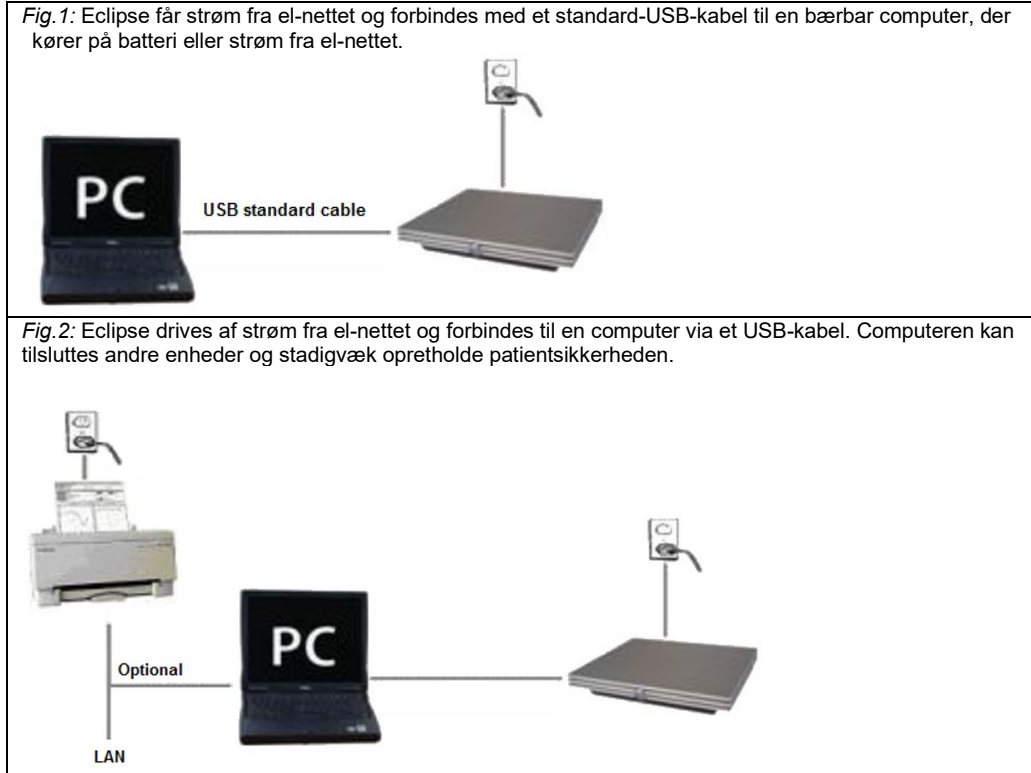 Fig.1: Eclipse får strøm fra el-nettet og forbindes med et standard-USB-kabel til en bærbar computer, der
kører på batteri eller strøm fra el-nettet.
PC
USB standard cable
Fig.2: Eclipse drives af strøm fra el-nettet og forbindes til en computer via et USB-kabel. Computeren kan
tilsluttes andre enheder og stadigvæk opretholde patientsikkerheden.
PC
Optional
LAN